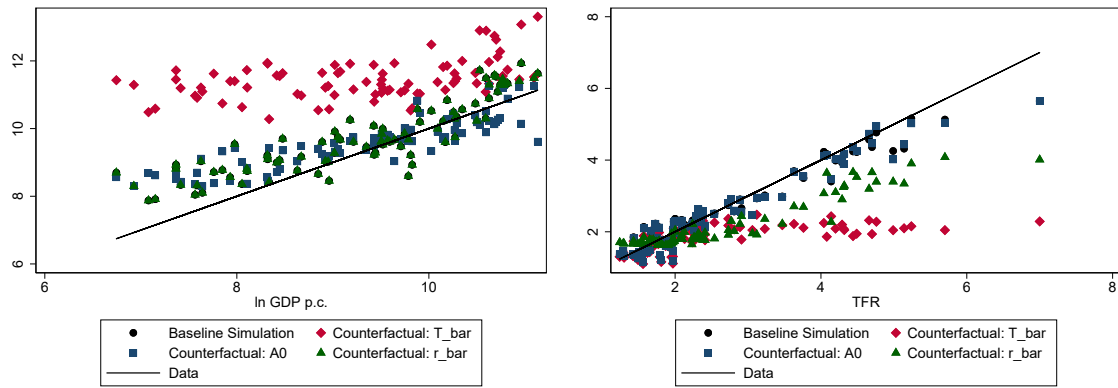 12
10
8
6
6
8
10
ln GDP p.c.
Baseline Simulation
Counterfactual: T_bar
Counterfactual: A0
Counterfactual: r_bar
Data
8
6
4
2
2
4
6
8
TFR
Baseline Simulation
Counterfactual: T_bar
Counterfactual: A0
Counterfactual: r_bar
Data